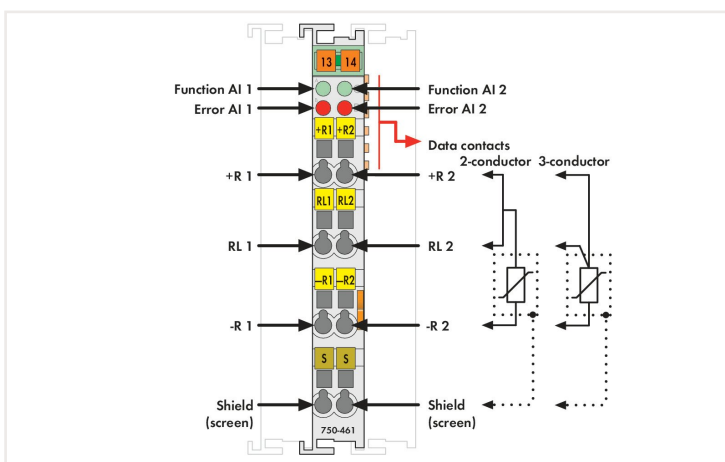 13 14
Function AI 1
Function AI 2
Error AI 1
Error AI 2
+R1 +R2
Data contacts
2-conductor 3-conductor
+R 1
+R 2
RL1 RL2
RL 1
RL 2
—R1 —R2
-R 1
-R 2
S S
Shield
(screen)
Shield
(screen)
750-461